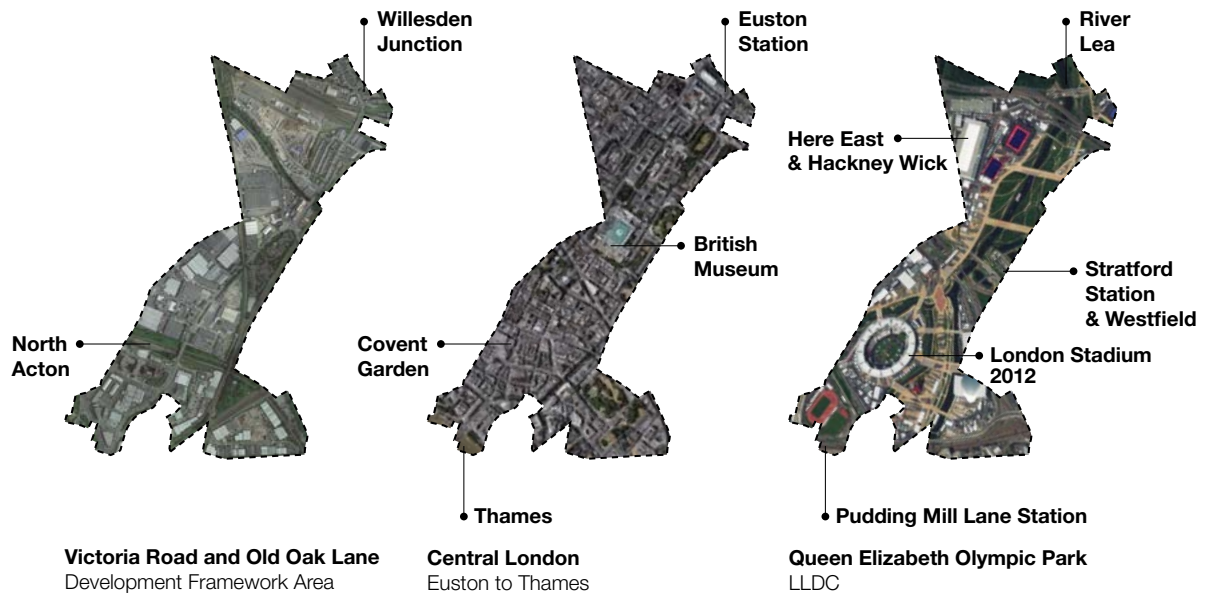 Willesden
Junction
North
Acton
Victoria Road and Old Oak Lane
Development Framework Area
Euston
Station
British
Museum
Covent
Garden
Thames
Central London
Euston to Thames
River
Lea
Here East
& Hackney Wick
Stratford
Station
& Westfield
London Stadium
2012
Pudding Mill Lane Station
Queen Elizabeth Olympic Park
LLDC